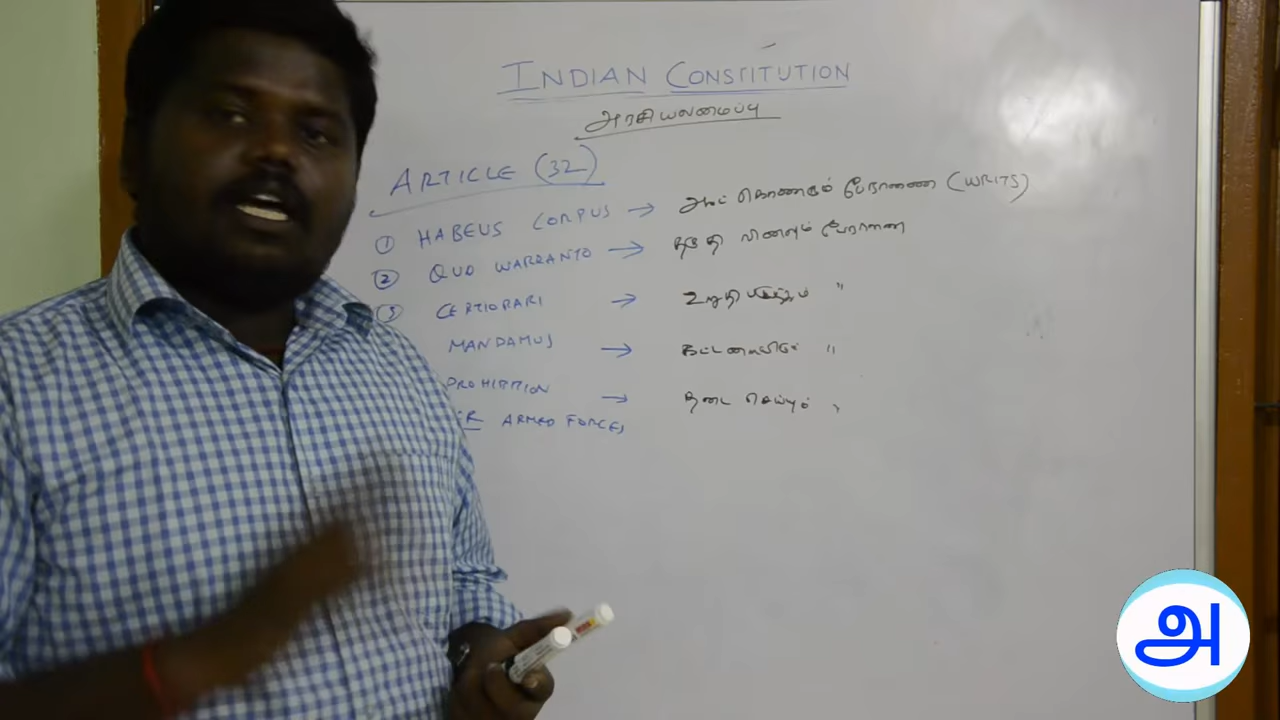 INDIAN CONSTITUTION
அரசியலமைப்பு
ARTICLE (32)
① HABEUS CORPUS → ஆட் கொணரும் பேராணை (WRITS)
② QUO WARRANTO → தகுதி வினவும் பேராணை
③ CERTIORARI → உறுதி "
MANDAMUS → கட்டளையிடும் "
PROHIBITION → தடை செய்யும் "
ARMED FORCES
அ